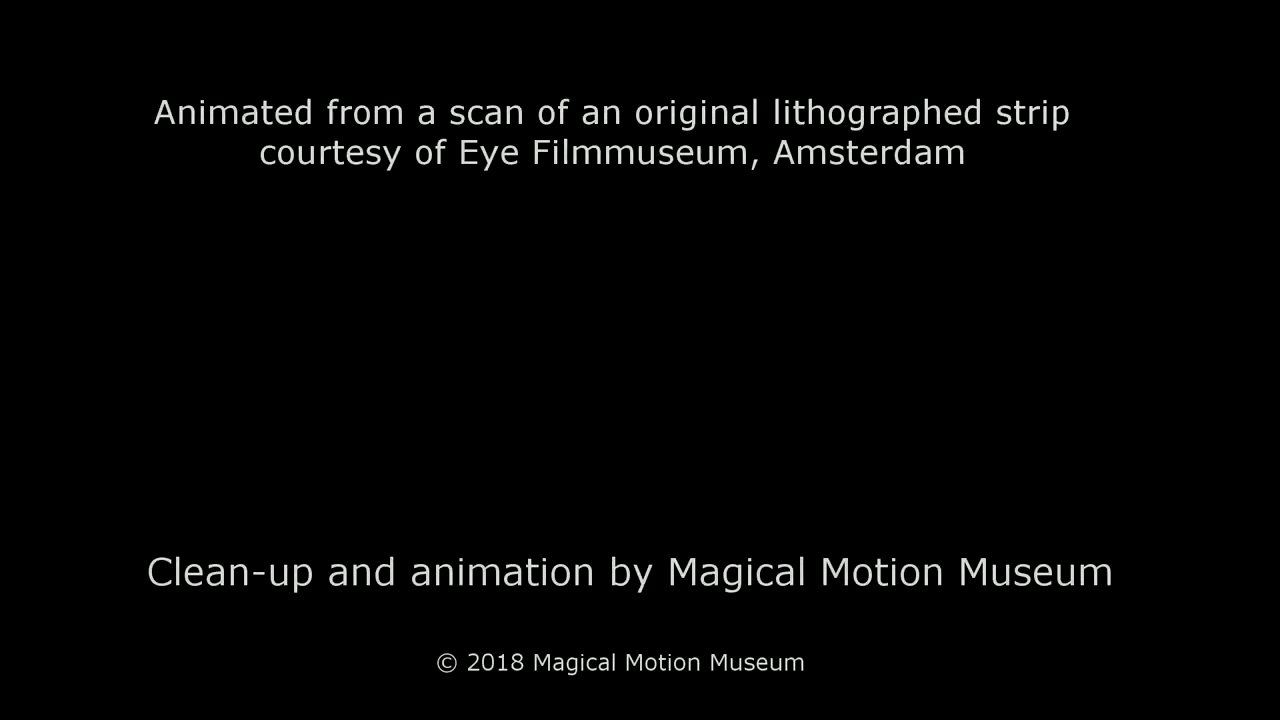 Animated from a scan of an original lithographed strip
courtesy of Eye Filmmuseum, Amsterdam
Clean-up and animation by Magical Motion Museum
© 2018 Magical Motion Museum